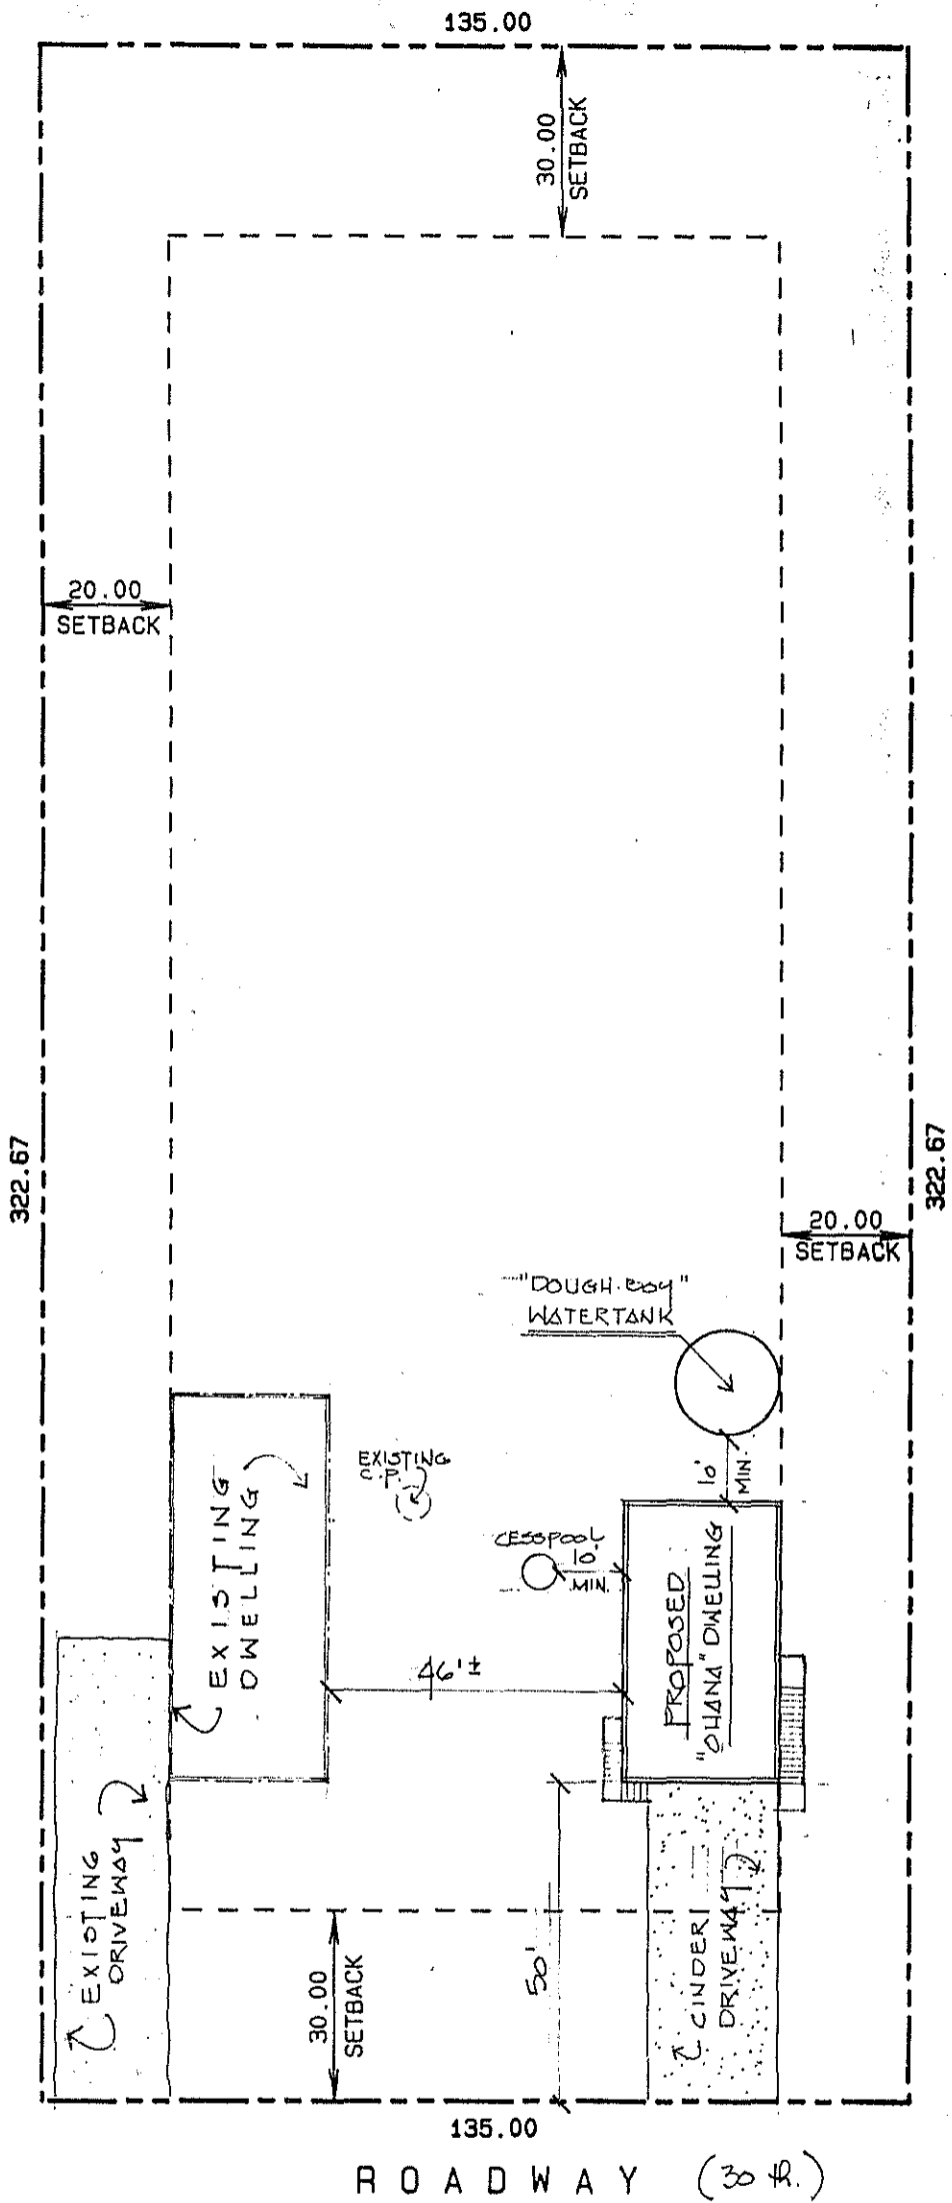 135.00
30.00
SETBACK
20.00
SETBACK
322.67
322.67
20.00
SETBACK
"DOUGH-BOY"
WATERTANK
10'
MIN.
EXISTING
C.P.
EXISTING
DWELLING
CESSPOOL
10'
MIN.
PROPOSED
"OHANA" DWELLING
46'±
EXISTING
DRIVEWAY
30.00
SETBACK
50'
CINDER
DRIVEWAY
135.00
ROADWAY (30th.)